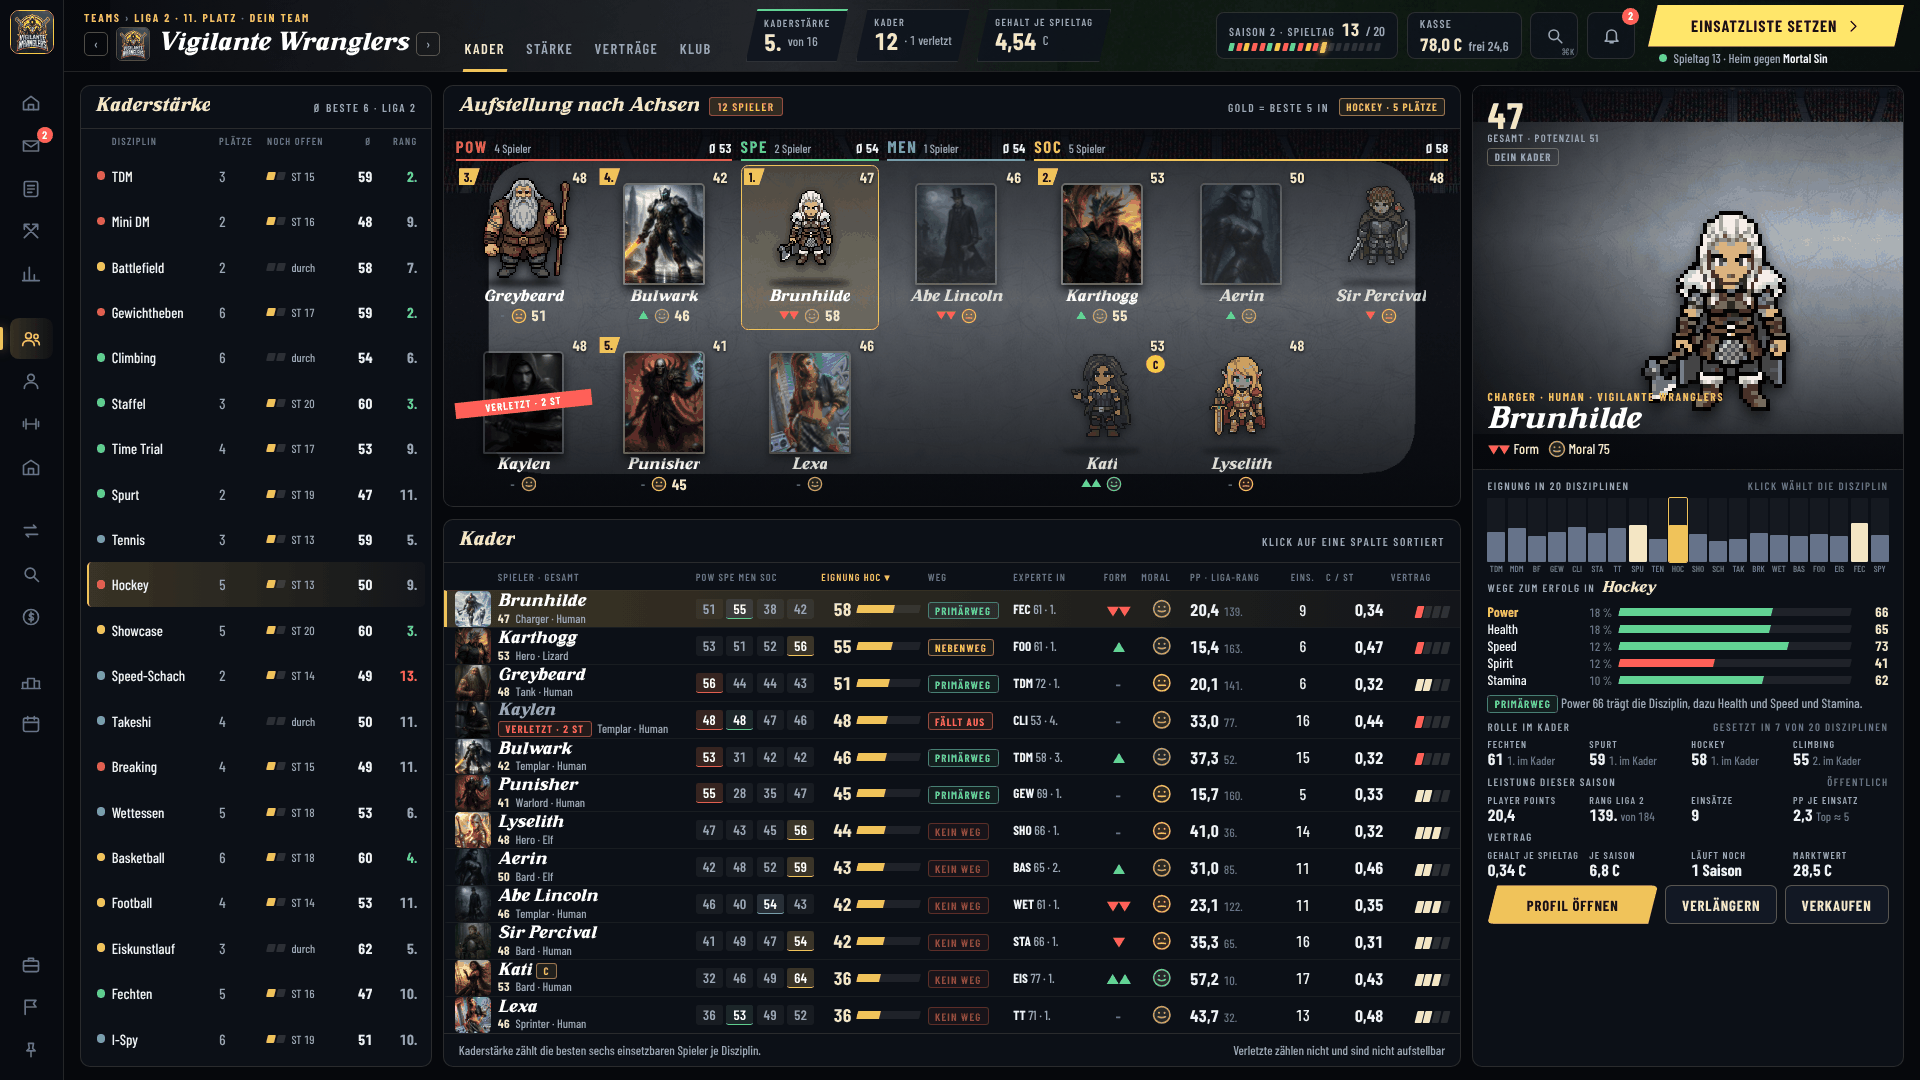 TEAMS › LIGA 2 · 11. PLATZ · DEIN TEAM
Vigilante Wranglers
KADER STÄRKE VERTRÄGE KLUB
KADERSTÄRKE
5. von 16
KADER
12 · 1 verletzt
GEHALT JE SPIELTAG
4,54 C
SAISON 2 · SPIELTAG 13 / 20
KASSE
78,0 C frei 24,6
⌘K
2
EINSATZLISTE SETZEN
Spieltag 13 · Heim gegen Mortal Sin
2
Kaderstärke
Ø BESTE 6 · LIGA 2
DISZIPLIN PLÄTZE NOCH OFFEN Ø RANG
TDM 3 ST 15 59 2.
Mini DM 2 ST 16 48 9.
Battlefield 2 durch 58 7.
Gewichtheben 6 ST 17 59 2.
Climbing 6 durch 54 6.
Staffel 3 ST 20 60 3.
Time Trial 4 ST 17 53 9.
Spurt 2 ST 19 47 11.
Tennis 3 ST 13 59 5.
Hockey 5 ST 13 50 9.
Showcase 5 ST 20 60 3.
Speed-Schach 2 ST 14 49 13.
Takeshi 4 durch 50 11.
Breaking 4 ST 15 49 11.
Wettessen 5 ST 18 53 6.
Basketball 6 ST 18 60 4.
Football 4 ST 14 53 11.
Eiskunstlauf 3 durch 62 5.
Fechten 5 ST 16 47 10.
I-Spy 6 ST 19 51 10.
Aufstellung nach Achsen 12 SPIELER
GOLD = BESTE 5 IN HOCKEY · 5 PLÄTZE
POW 4 Spieler Ø 53
SPE 2 Spieler Ø 54
MEN 1 Spieler Ø 54
SOC 5 Spieler Ø 58
3. 48
4. 42
1. 47
46
2. 53
50
48
Greybeard
Bulwark
Brunhilde
Abe Lincoln
Karthogg
Aerin
Sir Percival
- 51
46
58
55
48
5. 41
46
53
C
48
VERLETZT · 2 ST
Kaylen
Punisher
Lexa
Kati
Lyselith
-
- 45
-
-
Kader
KLICK AUF EINE SPALTE SORTIERT
SPIELER · GESAMT POW SPE MEN SOC EIGNUNG HOC ▼ WEG EXPERTE IN FORM MORAL PP · LIGA-RANG EINS. C / ST VERTRAG
Brunhilde
47 Charger · Human
51 55 38 42 58 PRIMÄRWEG FEC 61 · 1. 20,4 139. 9 0,34
Karthogg
53 Hero · Lizard
53 51 52 56 55 NEBENWEG FOO 61 · 1. 15,4 163. 6 0,47
Greybeard
48 Tank · Human
56 44 44 43 51 PRIMÄRWEG TDM 72 · 1. - 20,1 141. 6 0,32
Kaylen
VERLETZT · 2 ST Templar · Human
48 48 47 46 48 FÄLLT AUS CLI 53 · 4. - 33,0 77. 16 0,44
Bulwark
42 Templar · Human
53 31 42 42 46 PRIMÄRWEG TDM 58 · 3. 37,3 52. 15 0,32
Punisher
41 Warlord · Human
55 28 35 47 45 PRIMÄRWEG GEW 69 · 1. - 15,7 160. 5 0,33
Lyselith
48 Hero · Elf
47 43 45 56 44 KEIN WEG SHO 66 · 1. - 41,0 36. 14 0,32
Aerin
50 Bard · Elf
42 48 52 59 43 KEIN WEG BAS 65 · 2. 31,0 85. 11 0,46
Abe Lincoln
46 Templar · Human
46 40 54 43 42 KEIN WEG WET 61 · 1. 23,1 122. 11 0,35
Sir Percival
48 Bard · Human
41 49 47 54 42 KEIN WEG STA 66 · 1. 35,3 65. 16 0,31
Kati C
53 Bard · Human
32 46 49 64 36 KEIN WEG EIS 77 · 1. 57,2 10. 17 0,43
Lexa
46 Sprinter · Human
36 53 49 52 36 KEIN WEG TT 71 · 1. - 43,7 32. 13 0,48
Kaderstärke zählt die besten sechs einsetzbaren Spieler je Disziplin.
Verletzte zählen nicht und sind nicht aufstellbar
47
GESAMT · POTENZIAL 51
DEIN KADER
CHARGER · HUMAN · VIGILANTE WRANGLERS
Brunhilde
Form Moral 75
EIGNUNG IN 20 DISZIPLINEN KLICK WÄHLT DIE DISZIPLIN
TDM MDM BF GEW CLI STA TT SPU TEN HOC SHO SCH TAK BRK WET BAS FOO EIS FEC SPY
WEGE ZUM ERFOLG IN Hockey
Power 18 % 66
Health 18 % 65
Speed 12 % 73
Spirit 12 % 41
Stamina 10 % 62
PRIMÄRWEG Power 66 trägt die Disziplin, dazu Health und Speed und Stamina.
ROLLE IM KADER GESETZT IN 7 VON 20 DISZIPLINEN
FECHTEN SPURT HOCKEY CLIMBING
61 1. im Kader 59 1. im Kader 58 1. im Kader 55 2. im Kader
LEISTUNG DIESER SAISON ÖFFENTLICH
PLAYER POINTS RANG LIGA 2 EINSÄTZE PP JE EINSATZ
20,4 139. von 184 9 2,3 Top ≈ 5
VERTRAG
GEHALT JE SPIELTAG JE SAISON LÄUFT NOCH MARKTWERT
0,34 C 6,8 C 1 Saison 28,5 C
PROFIL ÖFFNEN VERLÄNGERN VERKAUFEN